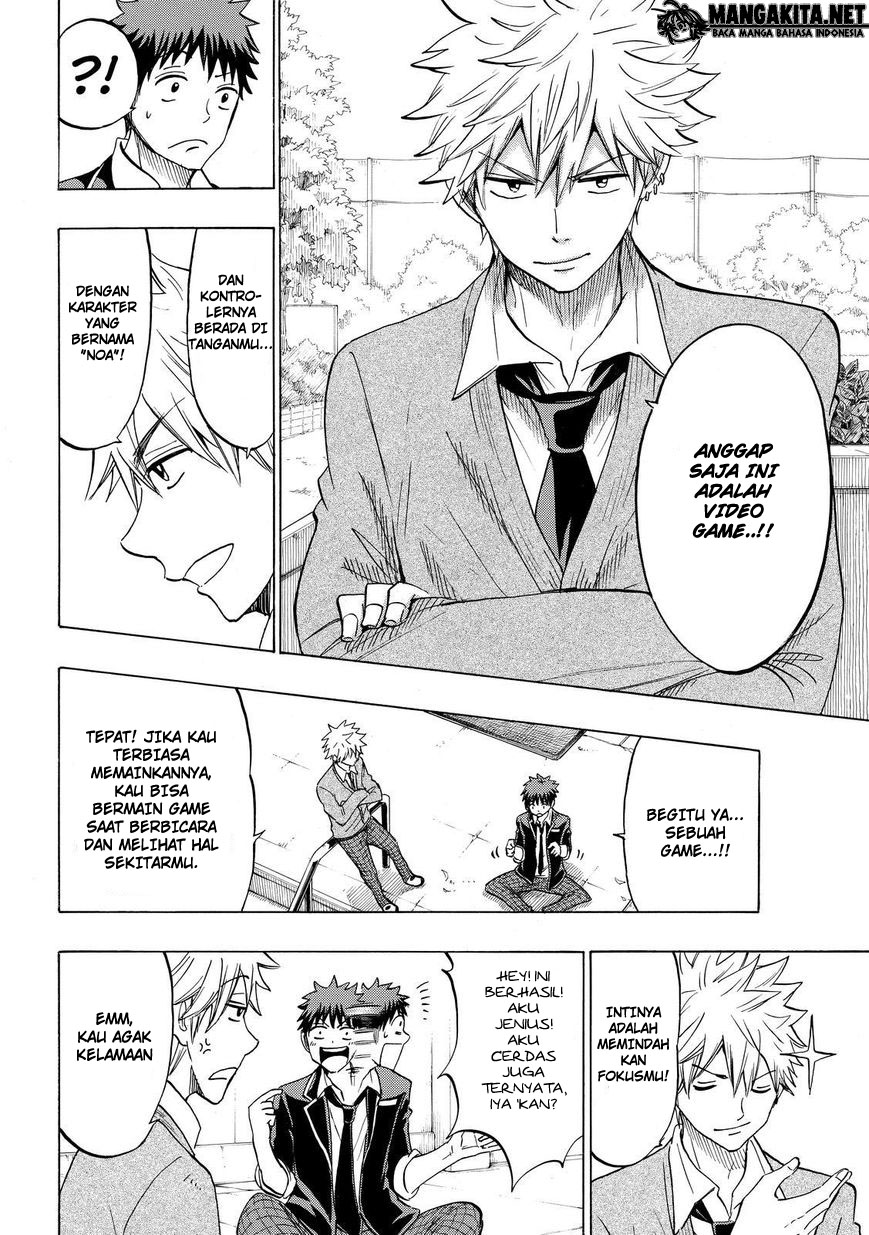 MANGAKITA.NET
BACA MANGA BAHASA INDONESIA
ANGGAP
SAJA INI
ADALAH
VIDEO
GAME..!!
?!
DAN
KONTRO-
LERNYA
BERADA DI
TANGANMU...
DENGAN
KARAKTER
YANG
BERNAMA
"NOA"!
BEGITU YA...
SEBUAH
GAME...!!
TEPAT! JIKA KAU
TERBIASA
MEMAINKANNYA,
KAU BISA
BERMAIN GAME
SAAT BERBICARA
DAN MELIHAT HAL
SEKITARMU.
INTINYA
ADALAH
MEMINDAH
KAN
FOKUSMU!
HEY! INI
BERHASIL!
AKU
JENIUS!
AKU
CERDAS
JUGA
TERNYATA,
IYA 'KAN?
EMM,
KAU AGAK
KELAMAAN